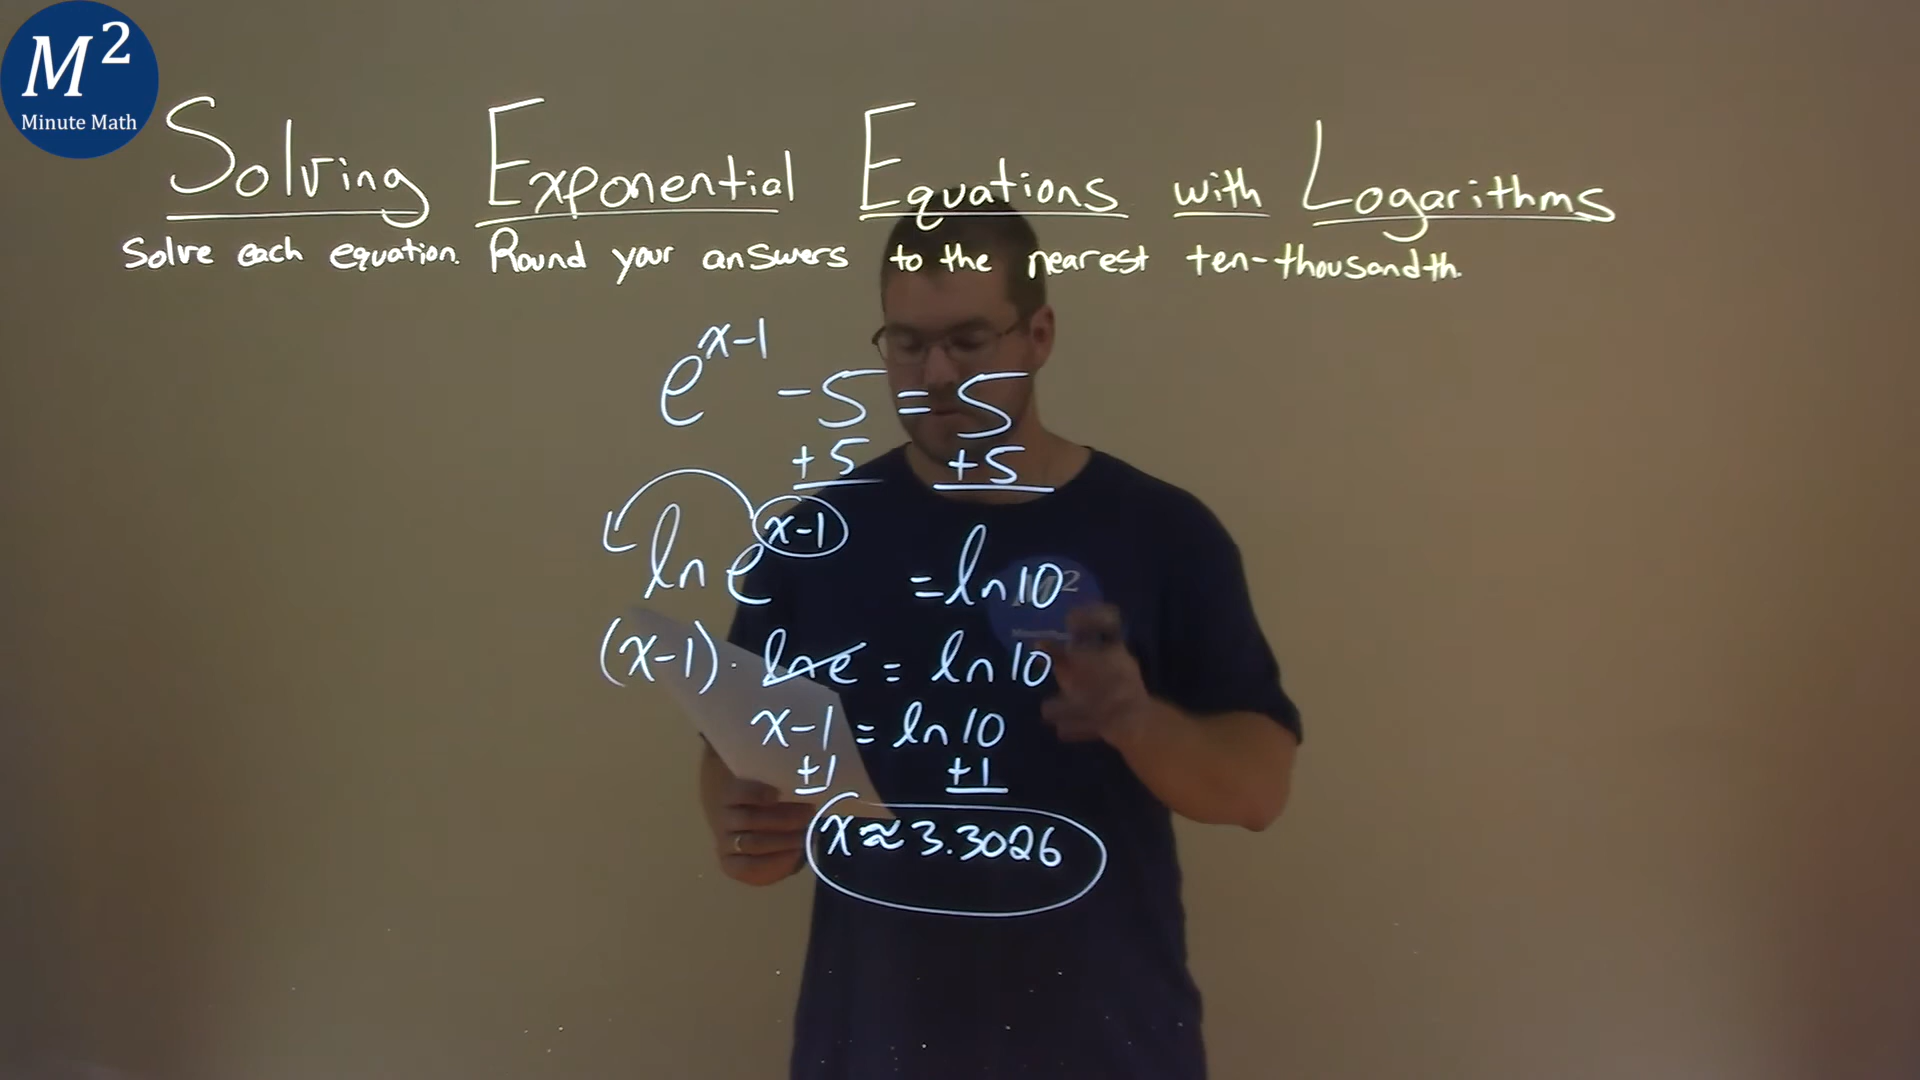 M²
Minute Math
Solving Exponential Equations with Logarithms
Solve each equation. Round your answers to the nearest ten-thousandth.
e^(x-1) - 5 = 5
+5 +5
ln e^(x-1) = ln 10
(x-1) · ln e = ln 10
x-1 = ln 10
+1 +1
x ≈ 3.3026